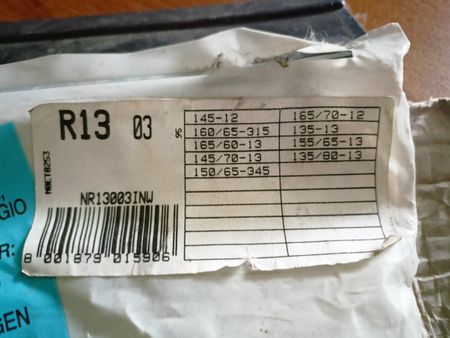 R13 03
95
MBET8253
NR13003INW
8 001879 015906
145-12
160/65-315
165/60-13
145/70-13
150/65-345
165/70-12
135-13
155/65-13
135/80-13
GIO
R:
GEN